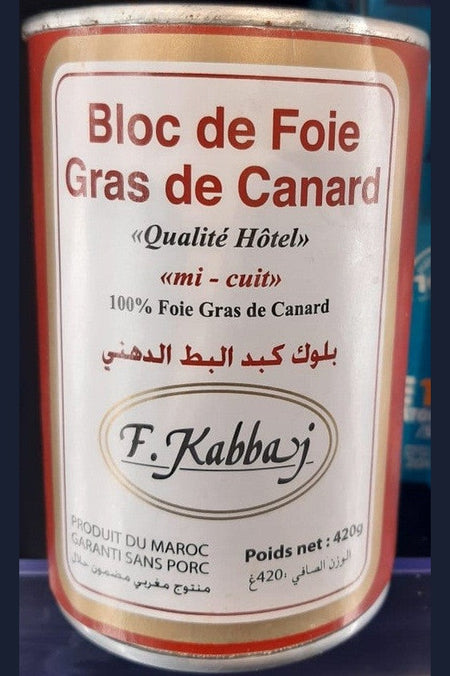 Bloc de Foie
Gras de Canard
«Qualité Hôtel»
«mi - cuit»
100% Foie Gras de Canard
بلوك كبد البط الدهني
F. Kabbaj
PRODUIT DU MAROC
GARANTI SANS PORC
منتوج مغربي مضمون حلال
Poids net : 420g
الوزن الصافي :420غ